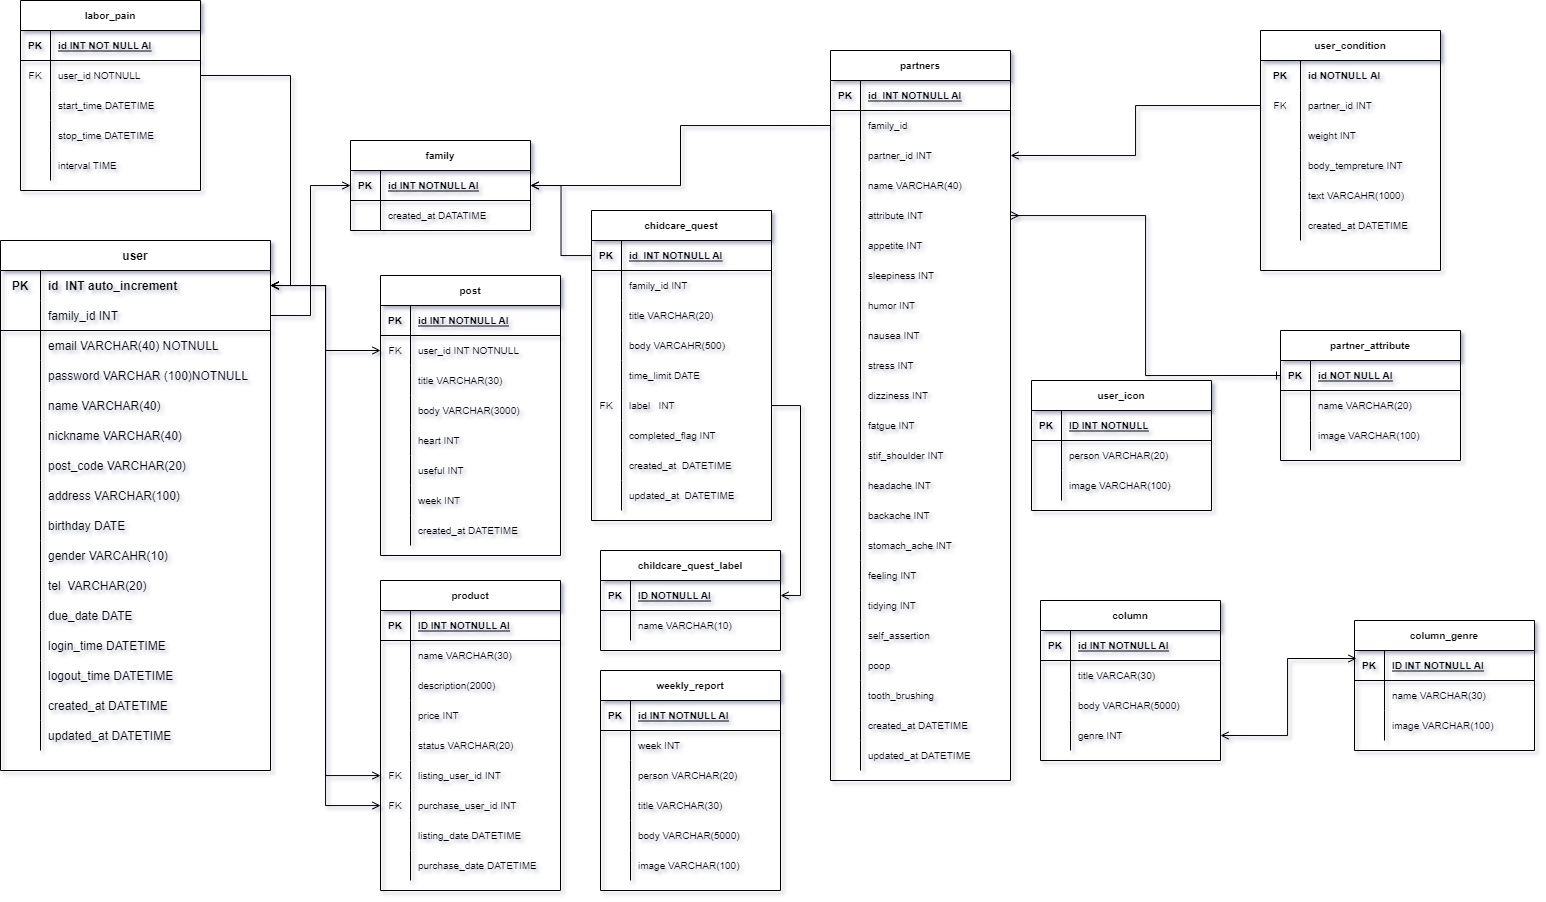 labor_pain
PK id INT NOT NULL AI
FK user_id NOTNULL
start_time DATETIME
stop_time DATETIME
interval TIME
user
PK id INT auto_increment
family_id INT
email VARCHAR(40) NOTNULL
password VARCHAR (100)NOTNULL
name VARCHAR(40)
nickname VARCHAR(40)
post_code VARCHAR(20)
address VARCHAR(100)
birthday DATE
gender VARCAHR(10)
tel VARCHAR(20)
due_date DATE
login_time DATETIME
logout_time DATETIME
created_at DATETIME
updated_at DATETIME
family
PK id INT NOTNULL AI
created_at DATATIME
post
PK id INT NOTNULL AI
FK user_id INT NOTNULL
title VARCHAR(30)
body VARCHAR(3000)
heart INT
useful INT
week INT
created_at DATETIME
product
PK ID INT NOTNULL AI
name VARCHAR(30)
description(2000)
price INT
status VARCHAR(20)
FK listing_user_id INT
FK purchase_user_id INT
listing_date DATETIME
purchase_date DATETIME
chidcare_quest
PK id INT NOTNULL AI
family_id INT
title VARCHAR(20)
body VARCAHR(500)
time_limit DATE
FK label INT
completed_flag INT
created_at DATETIME
updated_at DATETIME
childcare_quest_label
PK ID NOTNULL AI
name VARCHAR(10)
weekly_report
PK id INT NOTNULL AI
week INT
person VARCHAR(20)
title VARCHAR(30)
body VARCHAR(5000)
image VARCHAR(100)
partners
PK id INT NOTNULL AI
family_id
partner_id INT
name VARCHAR(40)
attribute INT
appetite INT
sleepiness INT
humor INT
nausea INT
stress INT
dizziness INT
fatgue INT
stif_shoulder INT
headache INT
backache INT
stomach_ache INT
feeling INT
tidying INT
self_assertion
poop
tooth_brushing
created_at DATETIME
updated_at DATETIME
user_condition
PK id NOTNULL AI
FK partner_id INT
weight INT
body_tempreture INT
text VARCAHR(1000)
created_at DATETIME
partner_attribute
PK id NOT NULL AI
name VARCHAR(20)
image VARCHAR(100)
user_icon
PK ID INT NOTNULL
person VARCHAR(20)
image VARCHAR(100)
column
PK id INT NOTNULL AI
title VARCAR(30)
body VARCHAR(5000)
genre INT
column_genre
PK ID INT NOTNULL AI
name VARCHAR(30)
image VARCHAR(100)